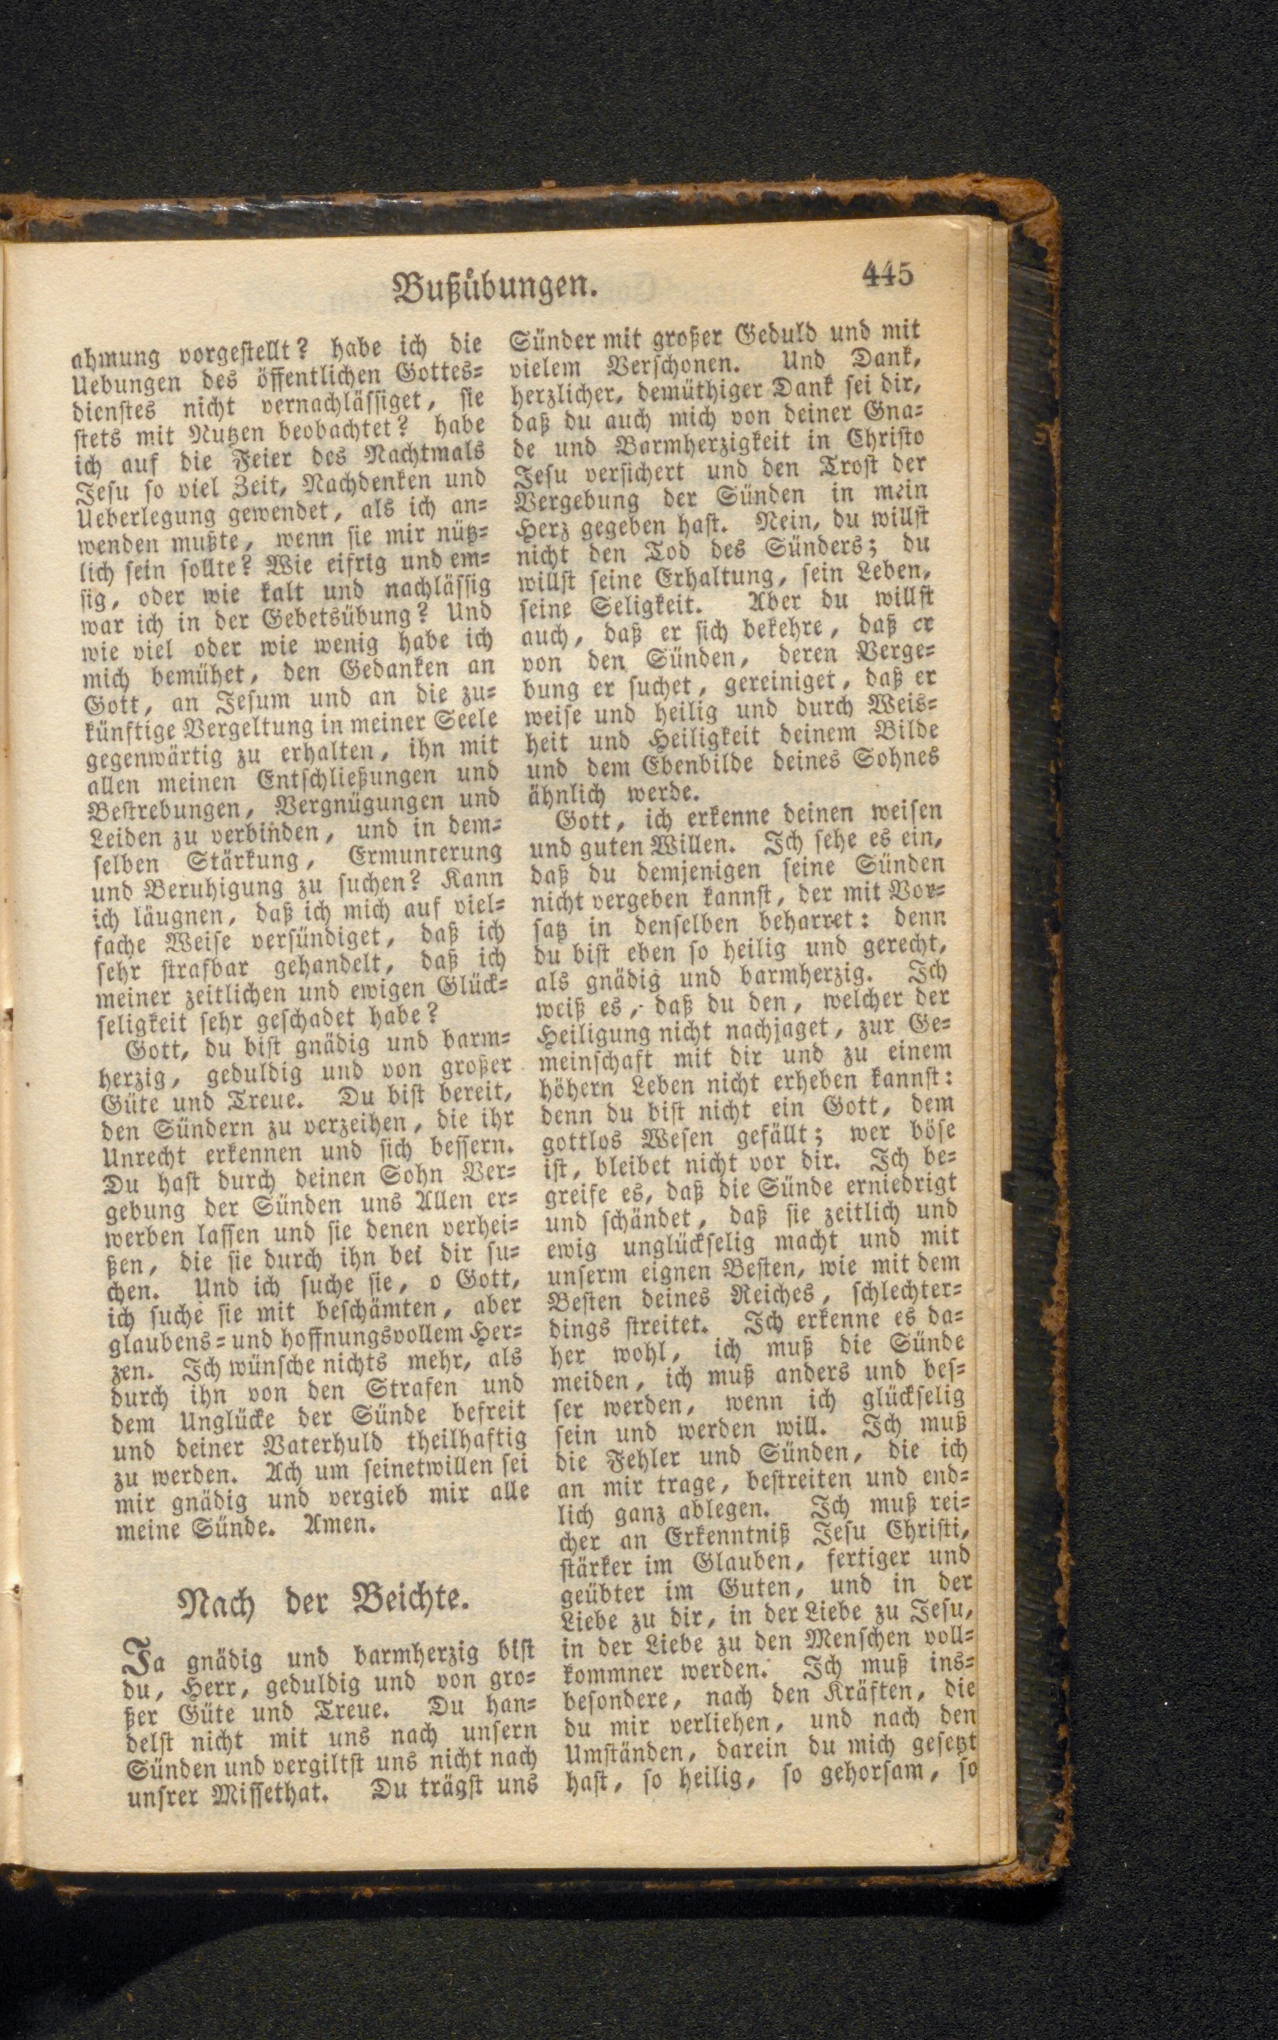 Bußübungen. 445
ahmung vorgestellt? habe ich die
Uebungen des öffentlichen Gottes=
dienstes nicht vernachlässiget, sie
stets mit Nutzen beobachtet? habe
ich auf die Feier des Nachtmals
Jesu so viel Zeit, Nachdenken und
Ueberlegung gewendet, als ich an=
wenden mußte, wenn sie mir nütz=
lich sein sollte? Wie eifrig und em=
sig, oder wie kalt und nachlässig
war ich in der Gebetsübung? Und
wie viel oder wie wenig habe ich
mich bemühet, den Gedanken an
Gott, an Jesum und an die zu=
künftige Vergeltung in meiner Seele
gegenwärtig zu erhalten, ihn mit
allen meinen Entschließungen und
Bestrebungen, Vergnügungen und
Leiden zu verbinden, und in dem=
selben Stärkung, Ermunterung
und Beruhigung zu suchen? Kann
ich läugnen, daß ich mich auf viel=
fache Weise versündiget, daß ich
sehr strafbar gehandelt, daß ich
meiner zeitlichen und ewigen Glück=
seligkeit sehr geschadet habe?
Gott, du bist gnädig und barm=
herzig, geduldig und von großer
Güte und Treue. Du bist bereit,
den Sündern zu verzeihen, die ihr
Unrecht erkennen und sich bessern.
Du hast durch deinen Sohn Ver=
gebung der Sünden uns Allen er=
werben lassen und sie denen verhei=
ßen, die sie durch ihn bei dir su=
chen. Und ich suche sie, o Gott,
ich suche sie mit beschämten, aber
glaubens= und hoffnungsvollem Her=
zen. Ich wünsche nichts mehr, als
durch ihn von den Strafen und
dem Unglücke der Sünde befreit
und deiner Vaterhuld theilhaftig
zu werden. Ach um seinetwillen sei
mir gnädig und vergieb mir alle
meine Sünde. Amen.
Nach der Beichte.
Ja gnädig und barmherzig bist
du, Herr, geduldig und von gro=
ßer Güte und Treue. Du han=
delst nicht mit uns nach unsern
Sünden und vergiltst uns nicht nach
unsrer Missethat. Du trägst uns
Sünder mit großer Geduld und mit
vielem Verschonen. Und Dank,
herzlicher, demüthiger Dank sei dir,
daß du auch mich von deiner Gna=
de und Barmherzigkeit in Christo
Jesu versichert und den Trost der
Vergebung der Sünden in mein
Herz gegeben hast. Nein, du willst
nicht den Tod des Sünders; du
willst seine Erhaltung, sein Leben,
seine Seligkeit. Aber du willst
auch, daß er sich bekehre, daß er
von den Sünden, deren Verge=
bung er suchet, gereiniget, daß er
weise und heilig und durch Weis=
heit und Heiligkeit deinem Bilde
und dem Ebenbilde deines Sohnes
ähnlich werde.
Gott, ich erkenne deinen weisen
und guten Willen. Ich sehe es ein,
daß du demjenigen seine Sünden
nicht vergeben kannst, der mit Vor=
satz in denselben beharret: denn
du bist eben so heilig und gerecht,
als gnädig und barmherzig. Ich
weiß es, daß du den, welcher der
Heiligung nicht nachjaget, zur Ge=
meinschaft mit dir und zu einem
höhern Leben nicht erheben kannst:
denn du bist nicht ein Gott, dem
gottlos Wesen gefällt; wer böse
ist, bleibet nicht vor dir. Ich be=
greife es, daß die Sünde erniedrigt
und schändet, daß sie zeitlich und
ewig unglückselig macht und mit
unserm eignen Besten, wie mit dem
Besten deines Reiches, schlechter=
dings streitet. Ich erkenne es da=
her wohl, ich muß die Sünde
meiden, ich muß anders und bes=
ser werden, wenn ich glückselig
sein und werden will. Ich muß
die Fehler und Sünden, die ich
an mir trage, bestreiten und end=
lich ganz ablegen. Ich muß rei=
cher an Erkenntniß Jesu Christi,
stärker im Glauben, fertiger und
geübter im Guten, und in der
Liebe zu dir, in der Liebe zu Jesu,
in der Liebe zu den Menschen voll=
kommner werden. Ich muß ins=
besondere, nach den Kräften, die
du mir verliehen, und nach den
Umständen, darein du mich gesetzt
hast, so heilig, so gehorsam, so